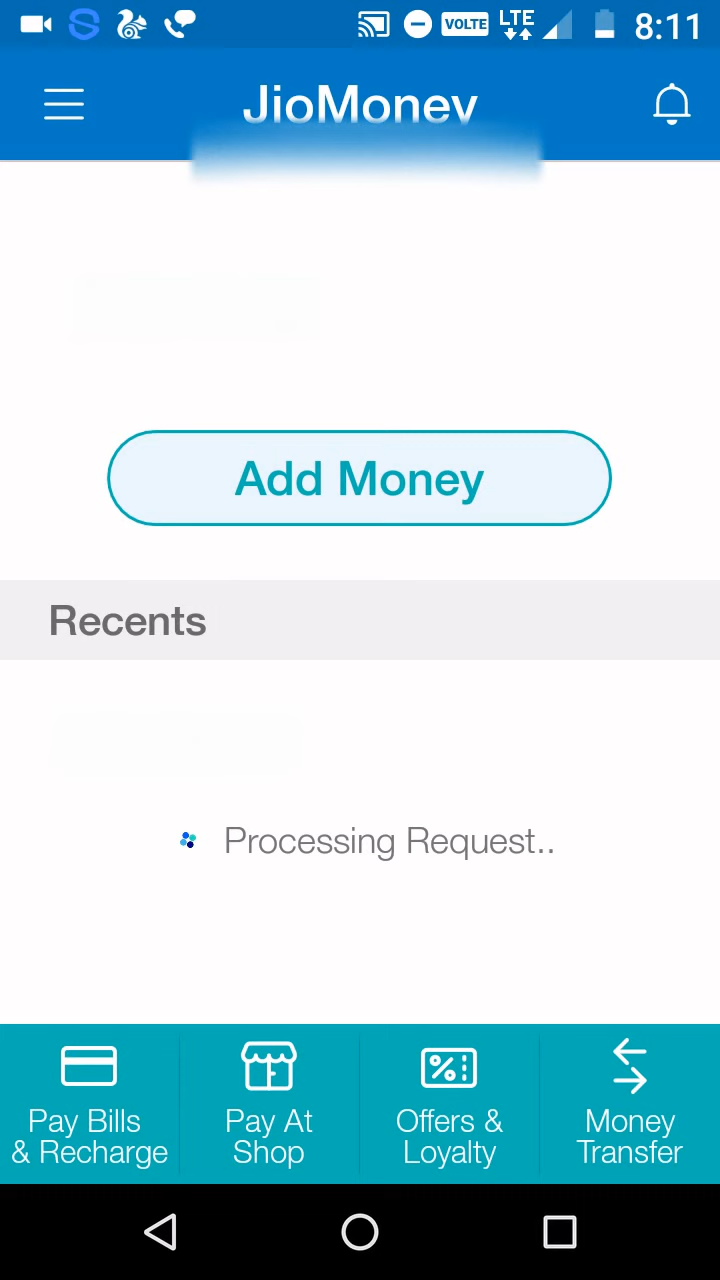 VOLTE LTE 8:11
JioMoney
Add Money
Recents
Processing Request..
Pay Bills
& Recharge
Pay At
Shop
Offers &
Loyalty
Money
Transfer